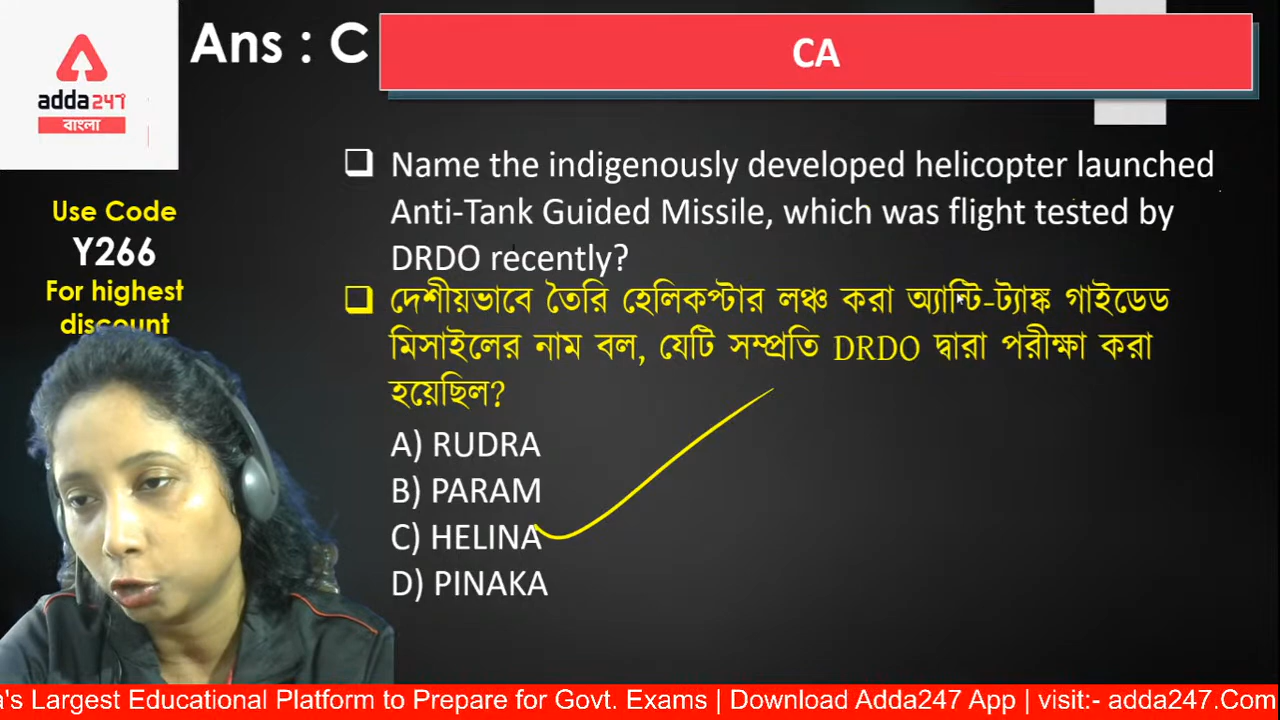 Ans : C
CA
adda247
বাংলা
Use Code
Y266
For highest
discount
Name the indigenously developed helicopter launched
Anti-Tank Guided Missile, which was flight tested by
DRDO recently?
দেশীয়ভাবে তৈরি হেলিকপ্টার লঞ্চ করা অ্যান্টি-ট্যাঙ্ক গাইডেড
মিসাইলের নাম বল, যেটি সম্প্রতি DRDO দ্বারা পরীক্ষা করা
হয়েছিল?
A) RUDRA
B) PARAM
C) HELINA
D) PINAKA
a's Largest Educational Platform to Prepare for Govt. Exams | Download Adda247 App | visit:- adda247.Com